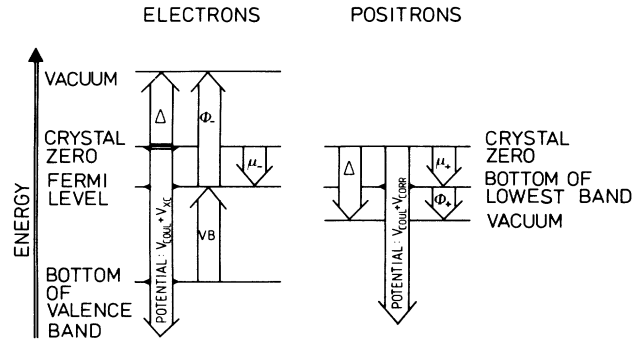 ELECTRONS
POSITRONS
ENERGY
VACUUM
CRYSTAL
ZERO
FERMI
LEVEL
BOTTOM
OF
VALENCE
BAND
Δ
Φ₋
μ₋
VB
POTENTIAL: V_COUL + V_XC
Δ
POTENTIAL: V_COUL + V_CORR
μ₊
Φ₊
CRYSTAL
ZERO
BOTTOM OF
LOWEST BAND
VACUUM